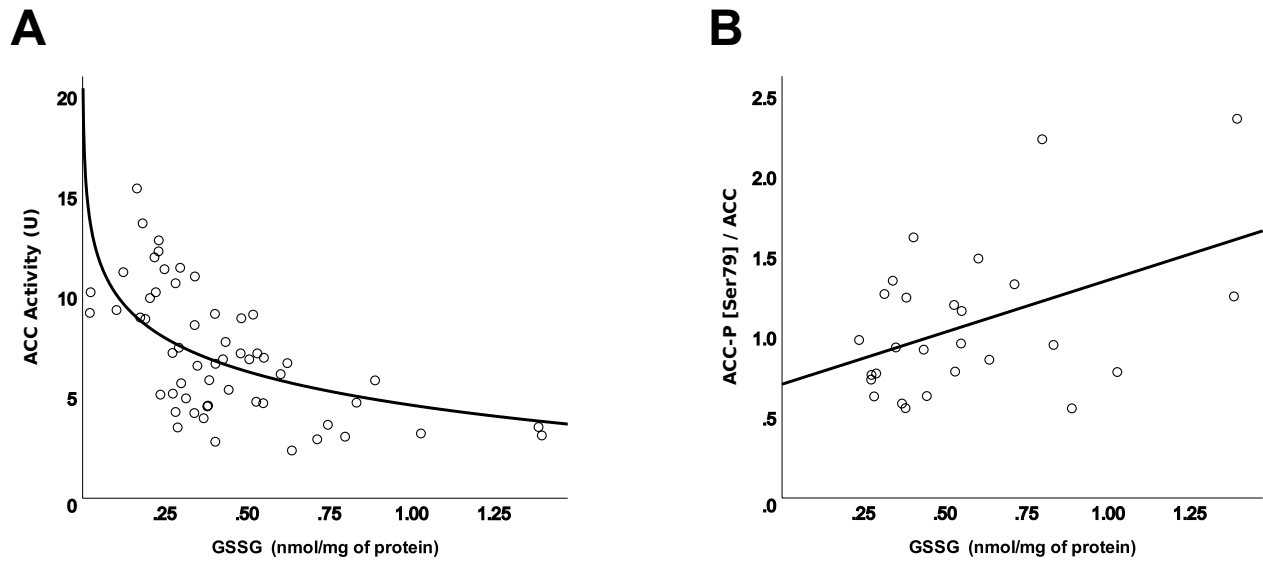 A
B
20
15
10
5
0
ACC Activity (U)
.25 .50 .75 1.00 1.25
GSSG (nmol/mg of protein)
2.5
2.0
1.5
1.0
.5
.0
ACC-P [Ser79] / ACC
.25 .50 .75 1.00 1.25
GSSG (nmol/mg of protein)